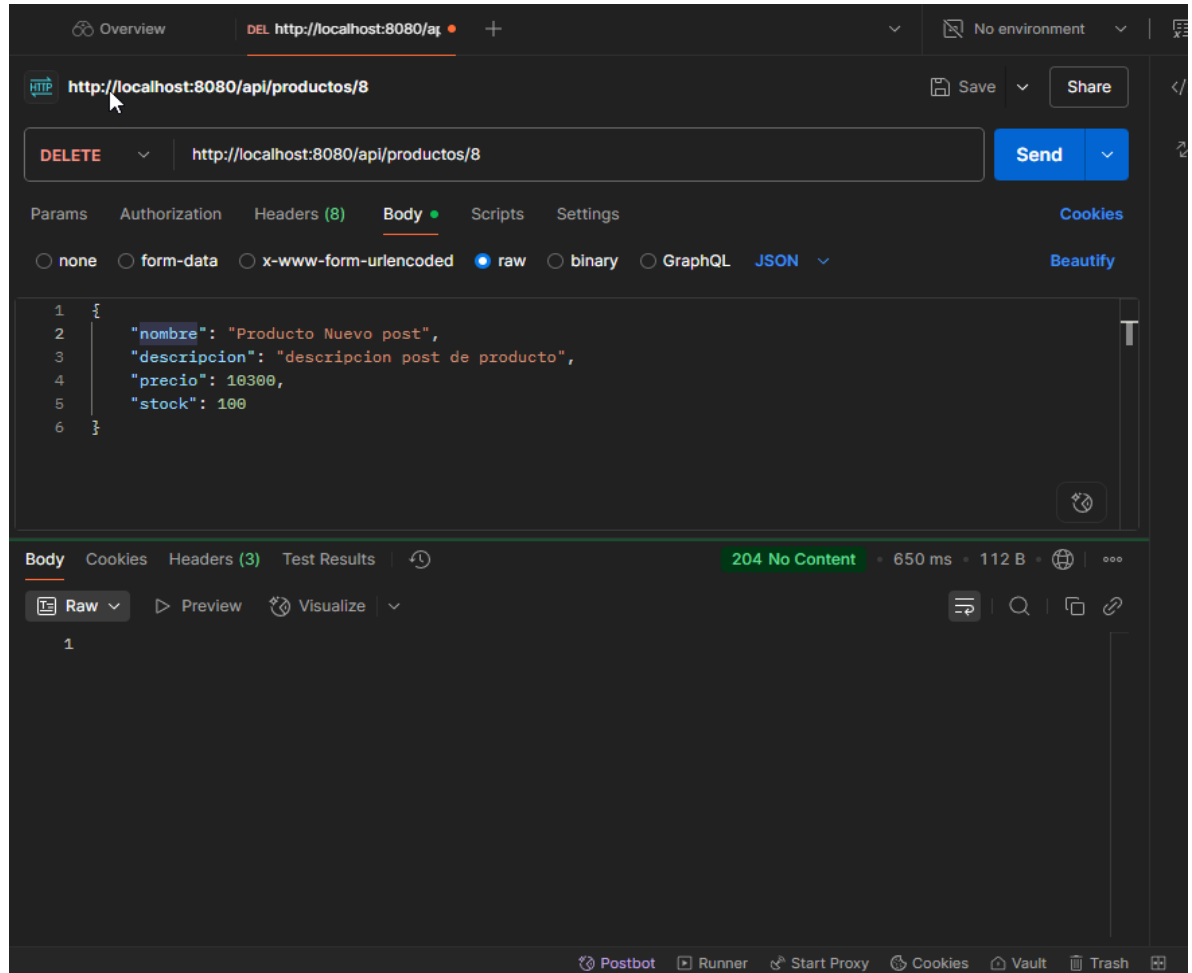 Overview DEL http://localhost:8080/ap No environment
HTTP http://localhost:8080/api/productos/8 Save Share
DELETE http://localhost:8080/api/productos/8 Send
Params Authorization Headers (8) Body Scripts Settings Cookies
none form-data x-www-form-urlencoded raw binary GraphQL JSON Beautify
1 {
2 "nombre": "Producto Nuevo post",
3 "descripcion": "descripcion post de producto",
4 "precio": 10300,
5 "stock": 100
6 }
Body Cookies Headers (3) Test Results 204 No Content 650 ms 112 B
Raw Preview Visualize
1
Postbot Runner Start Proxy Cookies Vault Trash